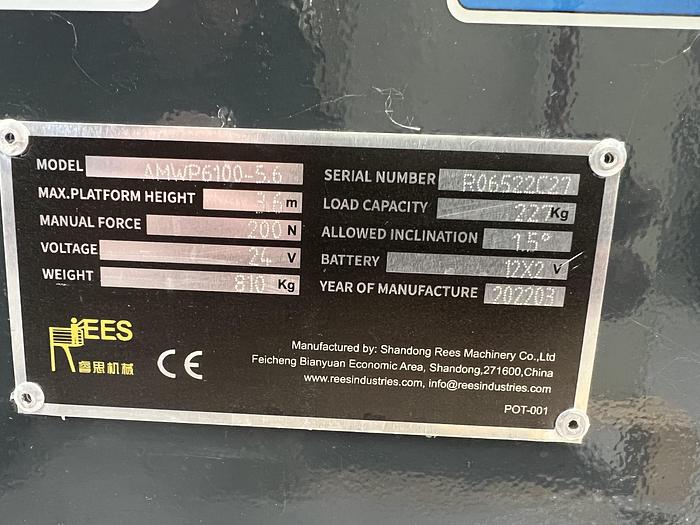 MODEL AMWP6100-5.6
MAX.PLATFORM HEIGHT 3.6 m
MANUAL FORCE 200 N
VOLTAGE 24 V
WEIGHT 810 Kg
SERIAL NUMBER R06522C27
LOAD CAPACITY 227 Kg
ALLOWED INCLINATION 1.5°
BATTERY 12X2 V
YEAR OF MANUFACTURE 202203
REES
睿思机械
CE
Manufactured by: Shandong Rees Machinery Co.,Ltd
Feicheng Bianyuan Economic Area, Shandong,271600,China
www.reesindustries.com, info@reesindustries.com
POT-001